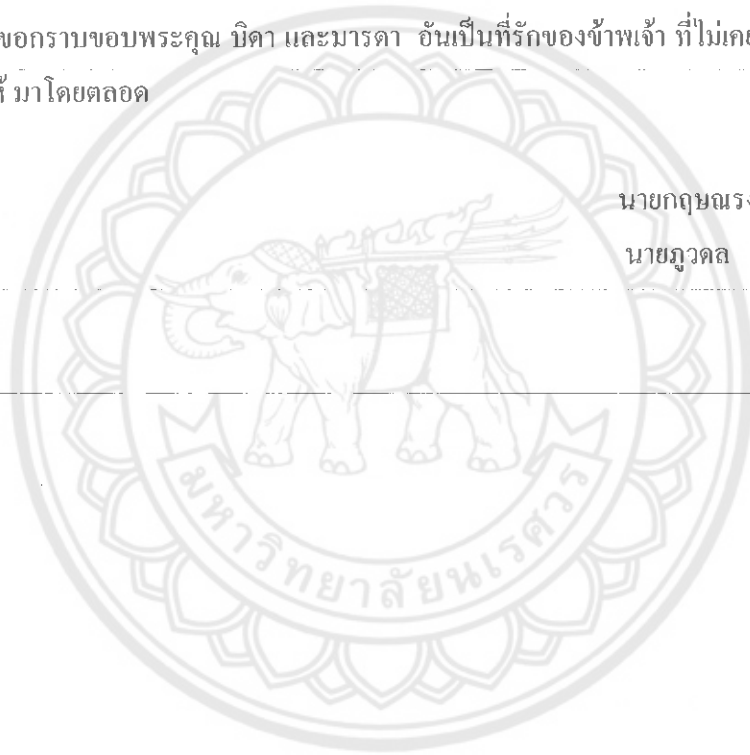 ขอกราบขอบพระคุณ บิดา และมารดา อันเป็นที่รักของข้าพเจ้า ที่ไม่เคย
ห้ มาโดยตลอด
นายกฤษณรง
นายภูวดล
มหาวิทยาลัยนเรศวร